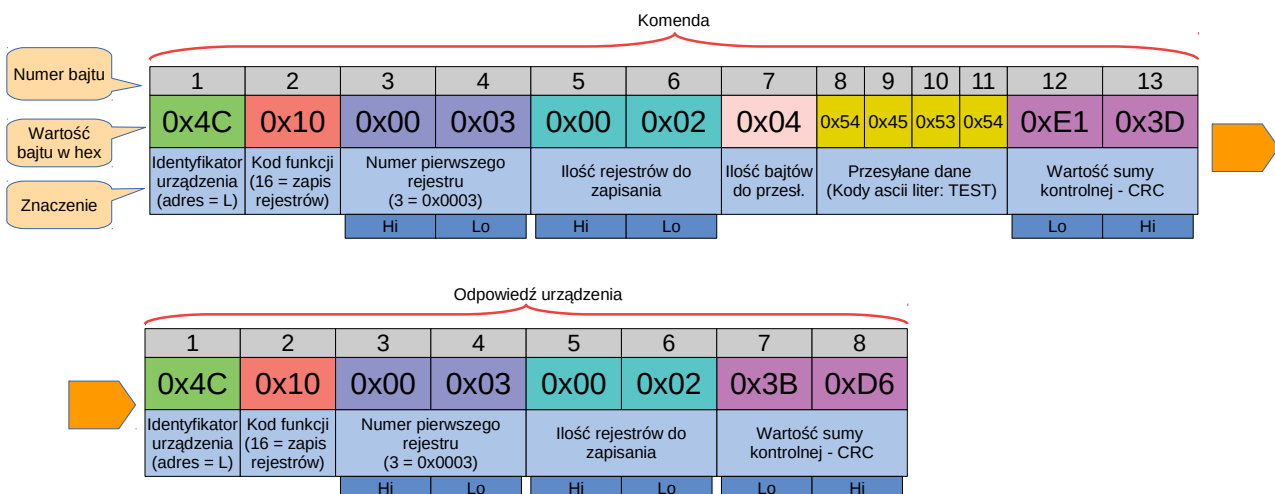 Komenda
Numer bajtu
1 2 3 4 5 6 7 8 9 10 11 12 13
Wartość
bajtu w hex
0x4C 0x10 0x00 0x03 0x00 0x02 0x04 0x54 0x45 0x53 0x54 0xE1 0x3D
Znaczenie
Identyfikator
urządzenia
(adres = L)
Kod funkcji
(16 = zapis
rejestrów)
Numer pierwszego
rejestru
(3 = 0x0003)
Ilość rejestrów do
zapisania
Ilość bajtów
do przesł.
Przesyłane dane
(Kody ascii liter: TEST)
Wartość sumy
kontrolnej - CRC
Hi Lo Hi Lo Lo Hi
Odpowiedź urządzenia
1 2 3 4 5 6 7 8
0x4C 0x10 0x00 0x03 0x00 0x02 0x3B 0xD6
Identyfikator
urządzenia
(adres = L)
Kod funkcji
(16 = zapis
rejestrów)
Numer pierwszego
rejestru
(3 = 0x0003)
Ilość rejestrów do
zapisania
Wartość sumy
kontrolnej - CRC
Hi Lo Hi Lo Lo Hi